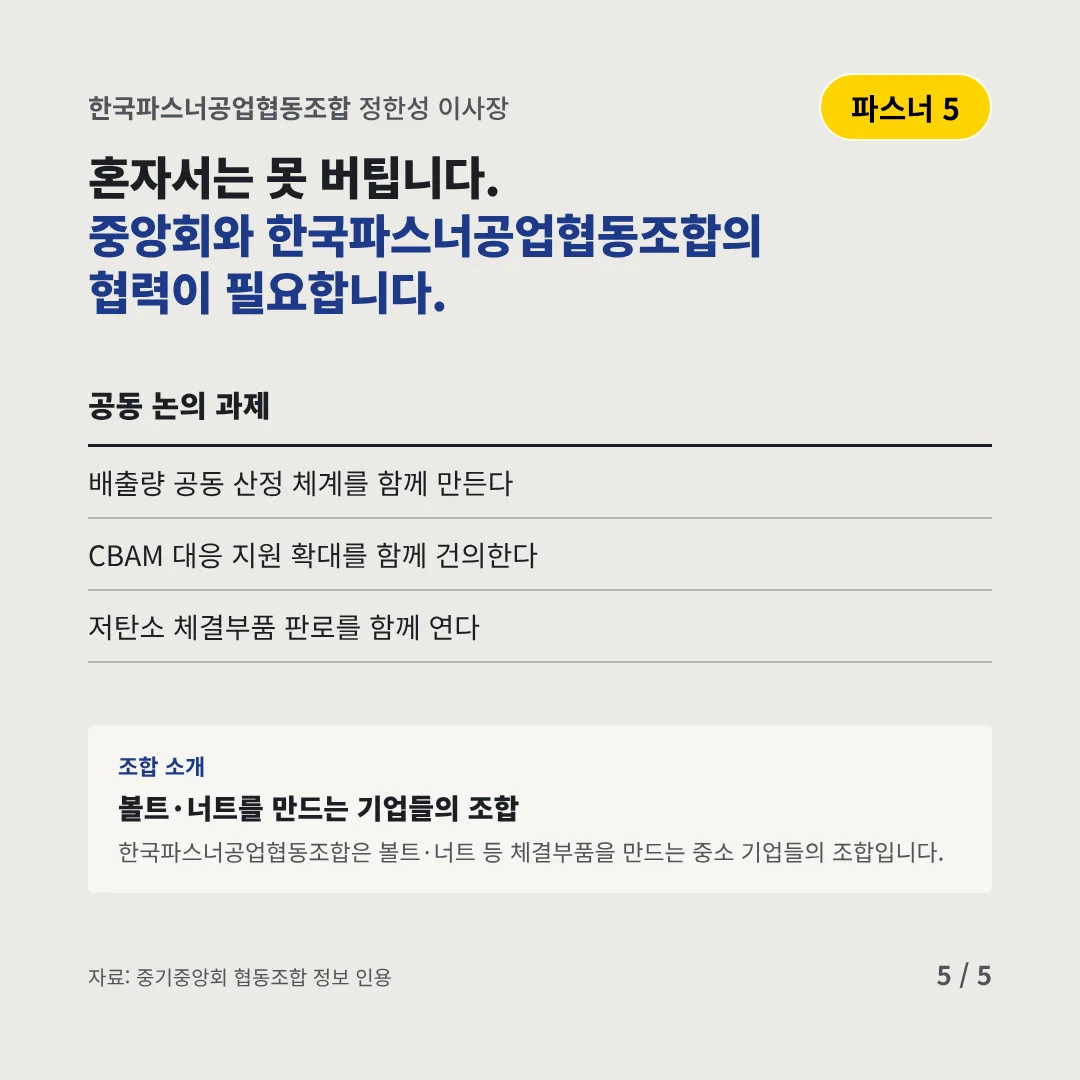 한국파스너공업협동조합 정한성 이사장
파스너 5
혼자서는 못 버팁니다.
중앙회와 한국파스너공업협동조합의
협력이 필요합니다.
공동 논의 과제
배출량 공동 산정 체계를 함께 만든다
CBAM 대응 지원 확대를 함께 건의한다
저탄소 체결부품 판로를 함께 연다
조합 소개
볼트·너트를 만드는 기업들의 조합
한국파스너공업협동조합은 볼트·너트 등 체결부품을 만드는 중소 기업들의 조합입니다.
자료: 중기중앙회 협동조합 정보 인용
5 / 5